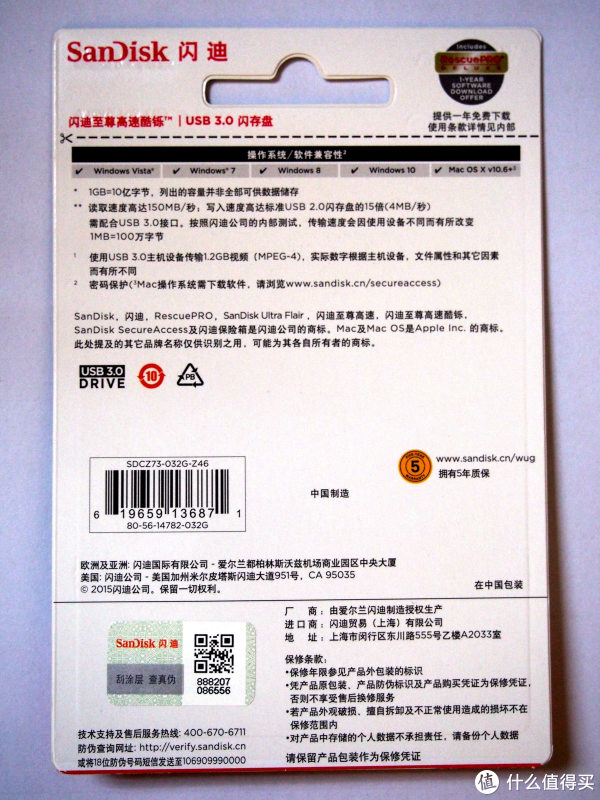 SanDisk 闪迪
Includes
RescuePRO®
DELUXE
1-YEAR
SOFTWARE
DOWNLOAD
OFFER
提供一年免费下载
使用条款详情见内部
闪迪至尊高速酷铄™ | USB 3.0 闪存盘
操作系统/软件兼容性²
✓ Windows Vista® ✓ Windows® 7 ✓ Windows 8 ✓ Windows 10 ✓ Mac OS X v10.6+³
* 1GB=10亿字节，列出的容量并非全部可供数据储存
** 读取速度高达150MB/秒；写入速度高达标准USB 2.0闪存盘的15倍(4MB/秒)
需配合USB 3.0接口。按照闪迪公司的内部测试，传输速度会因使用设备不同而有所改变
1MB=100万字节
¹ 使用USB 3.0主机设备传输1.2GB视频（MPEG-4），实际数字根据主机设备，文件属性和其它因素
而有所不同
² 密码保护(³Mac操作系统需下载软件，请浏览www.sandisk.cn/secureaccess)
SanDisk，闪迪，RescuePRO，SanDisk Ultra Flair ，闪迪至尊高速，闪迪至尊高速酷铄，
SanDisk SecureAccess及闪迪保险箱是闪迪公司的商标。Mac及Mac OS是Apple Inc. 的商标。
此处提及的其它品牌名称仅供识别之用，可能为其各自所有者的商标。
USB 3.0
DRIVE
10
PB
SDCZ73-032G-Z46
6 19659 13687 1
80-56-14782-032G
中国制造
5
www.sandisk.cn/wug
拥有5年质保
欧洲及亚洲: 闪迪国际有限公司 - 爱尔兰都柏林斯沃兹机场商业园区中央大厦
美国: 闪迪公司 - 美国加州米尔皮塔斯闪迪大道951号，CA 95035
© 2015闪迪公司。保留一切权利。
在中国包装
SanDisk 闪迪
刮涂层 查真伪
888207
086556
厂 商：由爱尔兰闪迪制造授权生产
进 口 商：闪迪贸易（上海）有限公司
地 址：上海市闵行区东川路555号乙楼A2033室
保修条款：
•保修年限参见产品外包装的标识
•凭产品原包装、产品防伪标识及产品购买凭证为保修凭证，
否则不享受售后换修服务
•若产品外观破损、擅自拆卸及不正常使用造成的损坏不在
保修范围内
•对产品中存储的个人数据不承担责任，请备份个人数据
请保留产品包装作为保修凭证
技术支持及售后服务热线: 400-670-6711
防伪查询网址: http://verify.sandisk.cn
或将18位防伪号码短信发送至106909990000
值 什么值得买